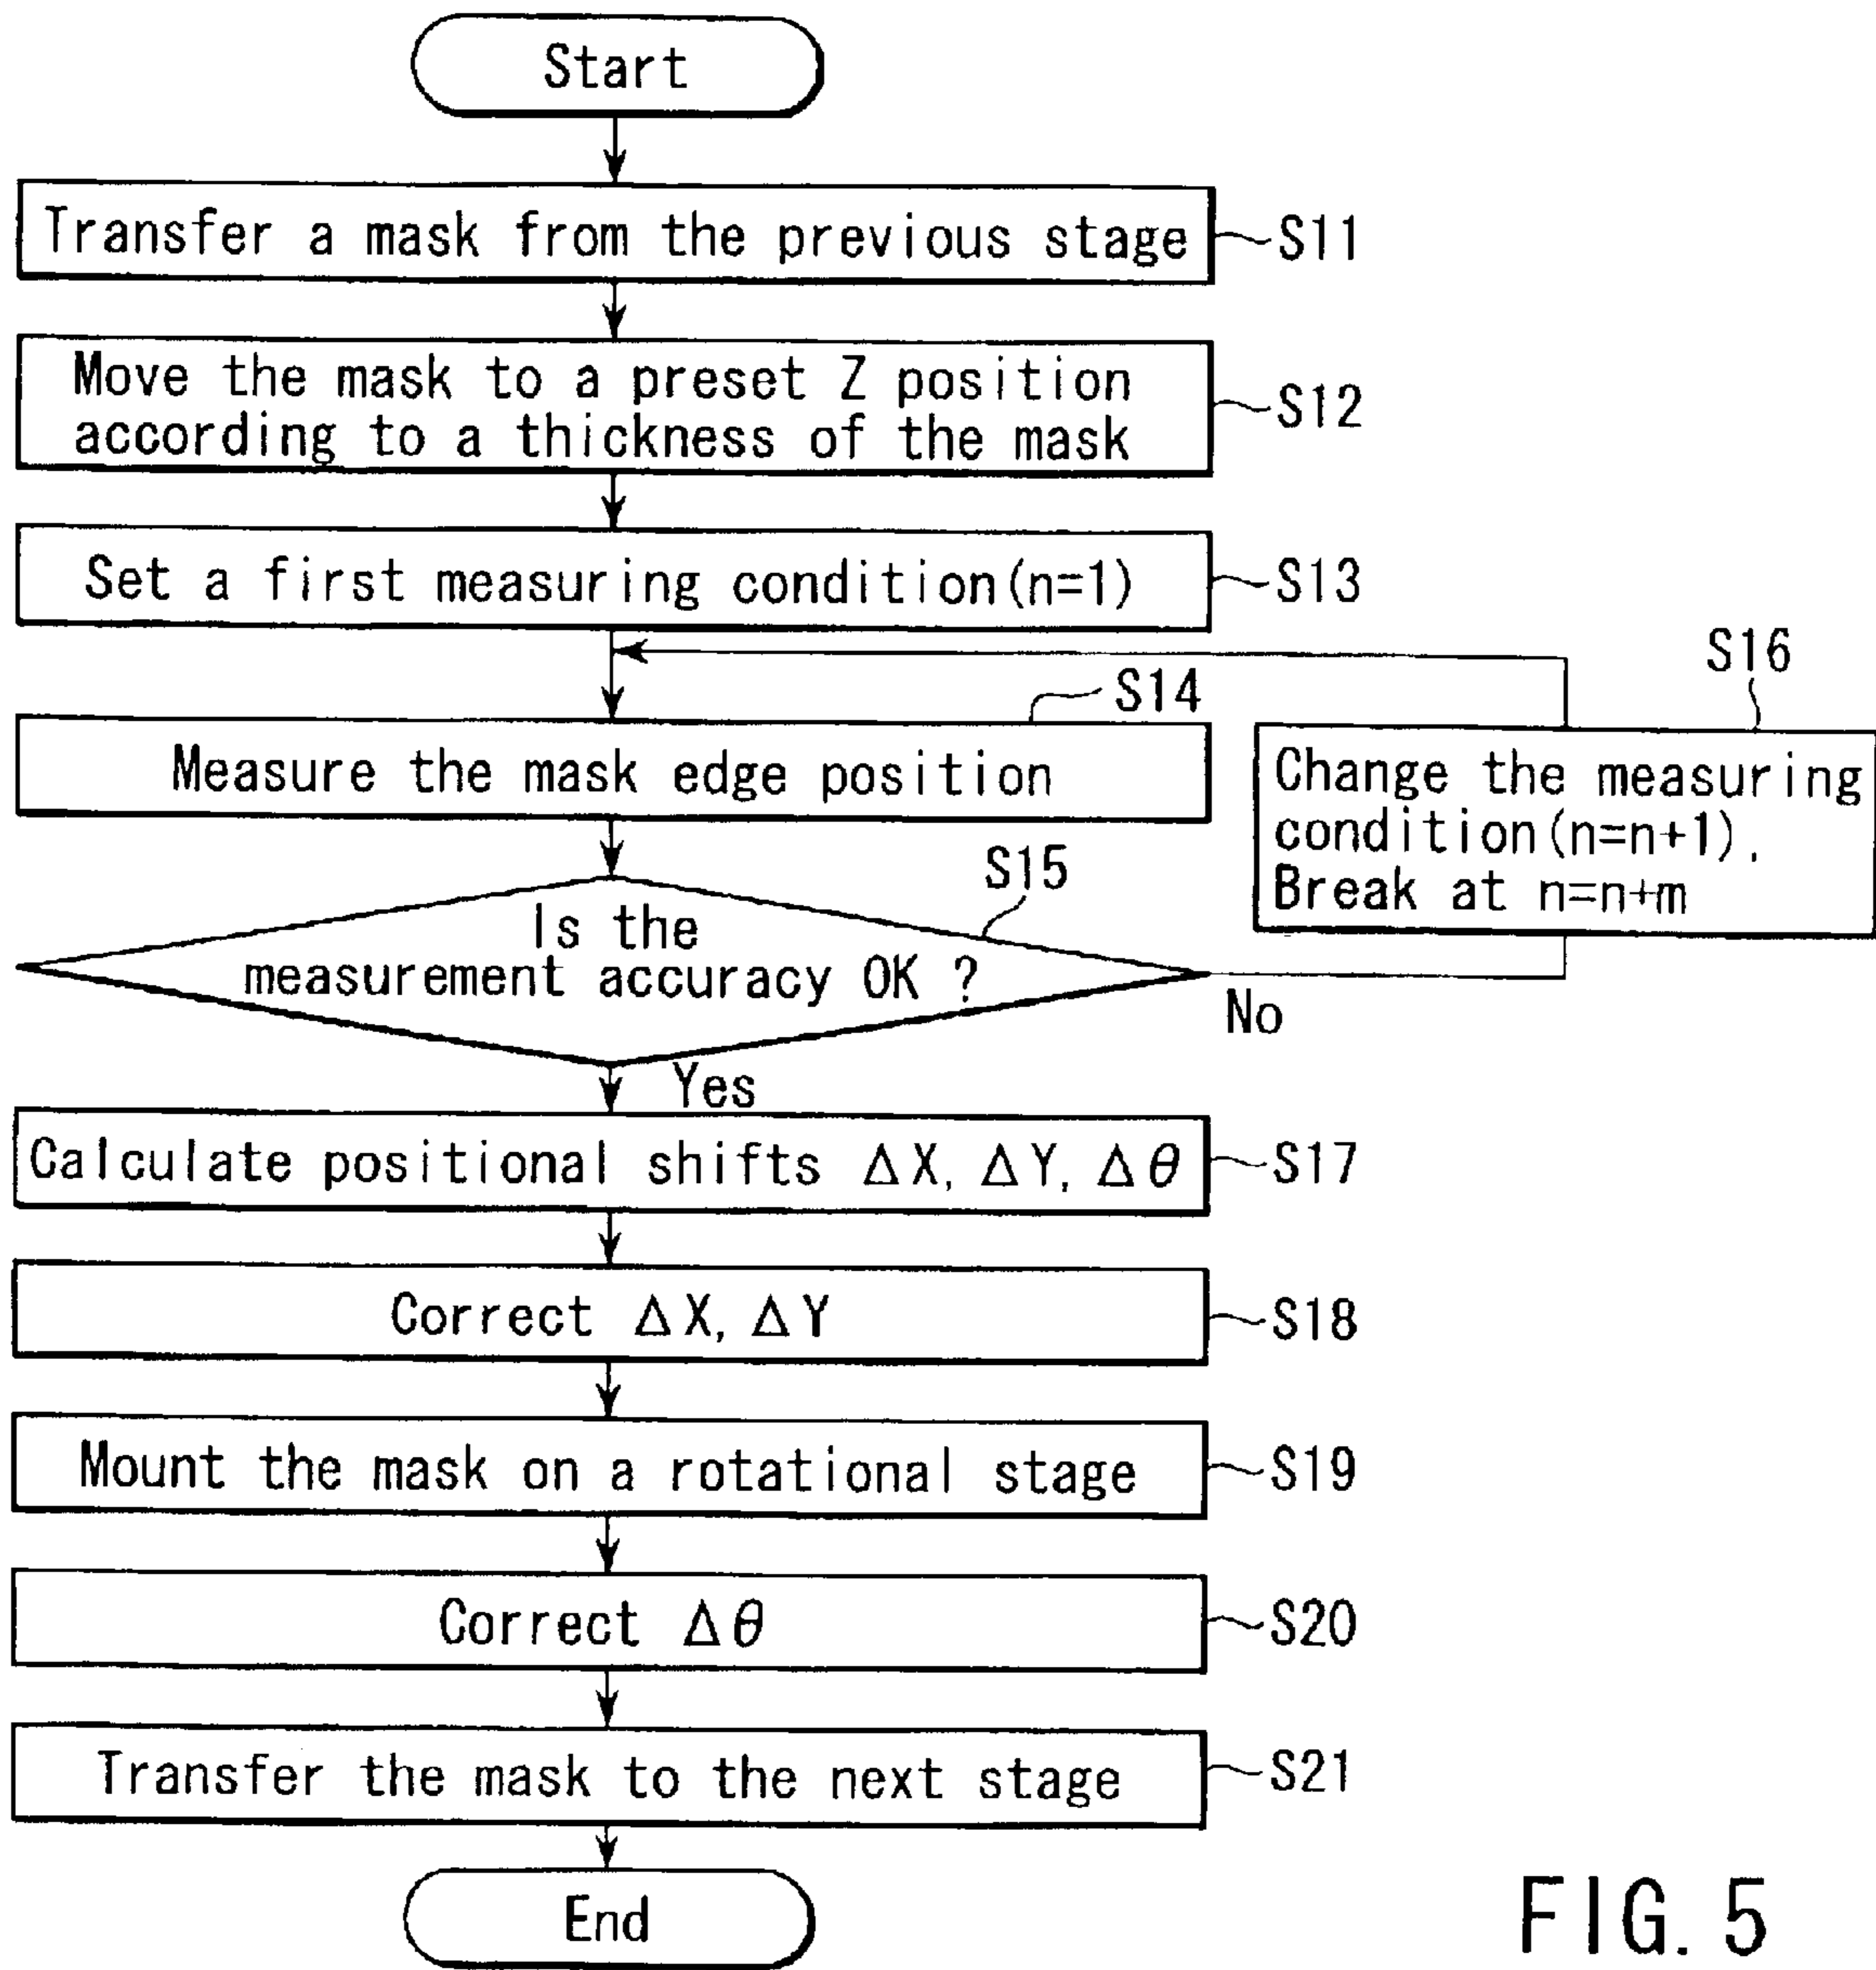 Start
Transfer a mask from the previous stage
S11
Move the mask to a preset Z position
according to a thickness of the mask
S12
Set a first measuring condition(n=1)
S13
S14
Measure the mask edge position
S16
Change the measuring
condition(n=n+1).
Break at n=n+m
S15
Is the
measurement accuracy OK ?
No
Yes
Calculate positional shifts ΔX, ΔY, Δθ
S17
Correct ΔX, ΔY
S18
Mount the mask on a rotational stage
S19
Correct Δθ
S20
Transfer the mask to the next stage
S21
End
FIG. 5